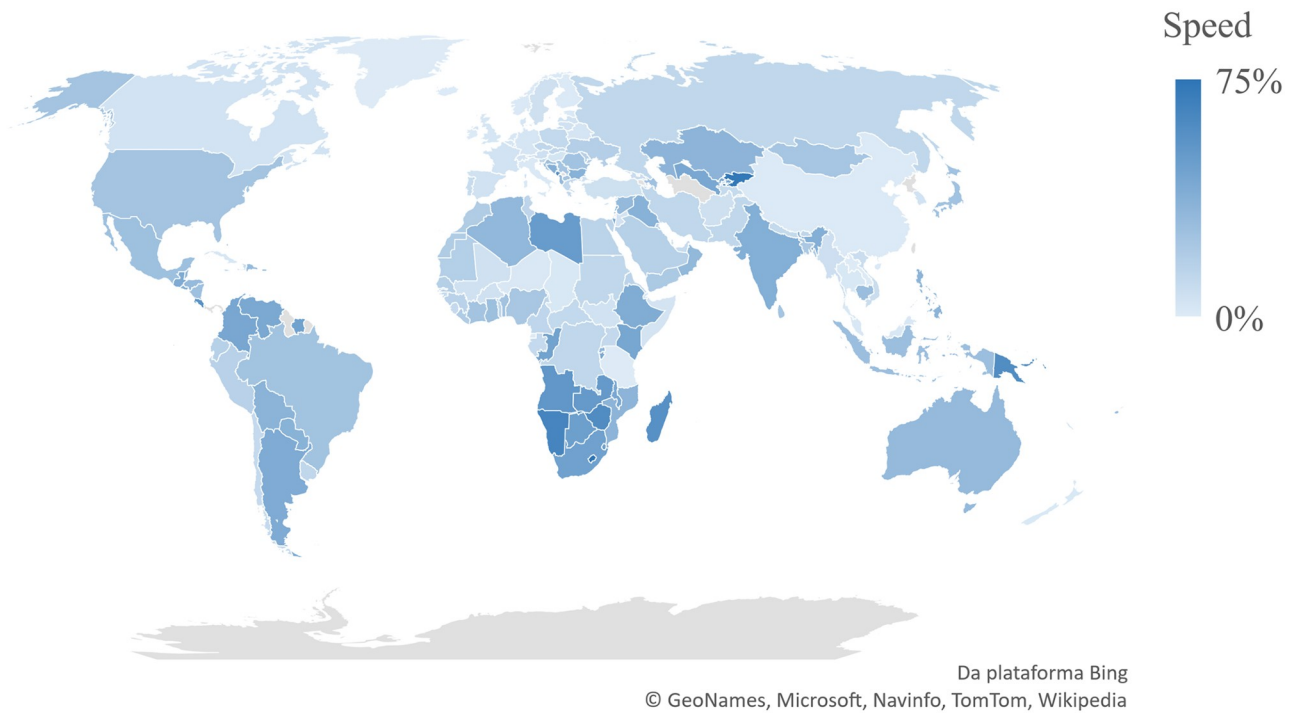 Speed
75%
0%
Da plataforma Bing
© GeoNames, Microsoft, Navinfo, TomTom, Wikipedia